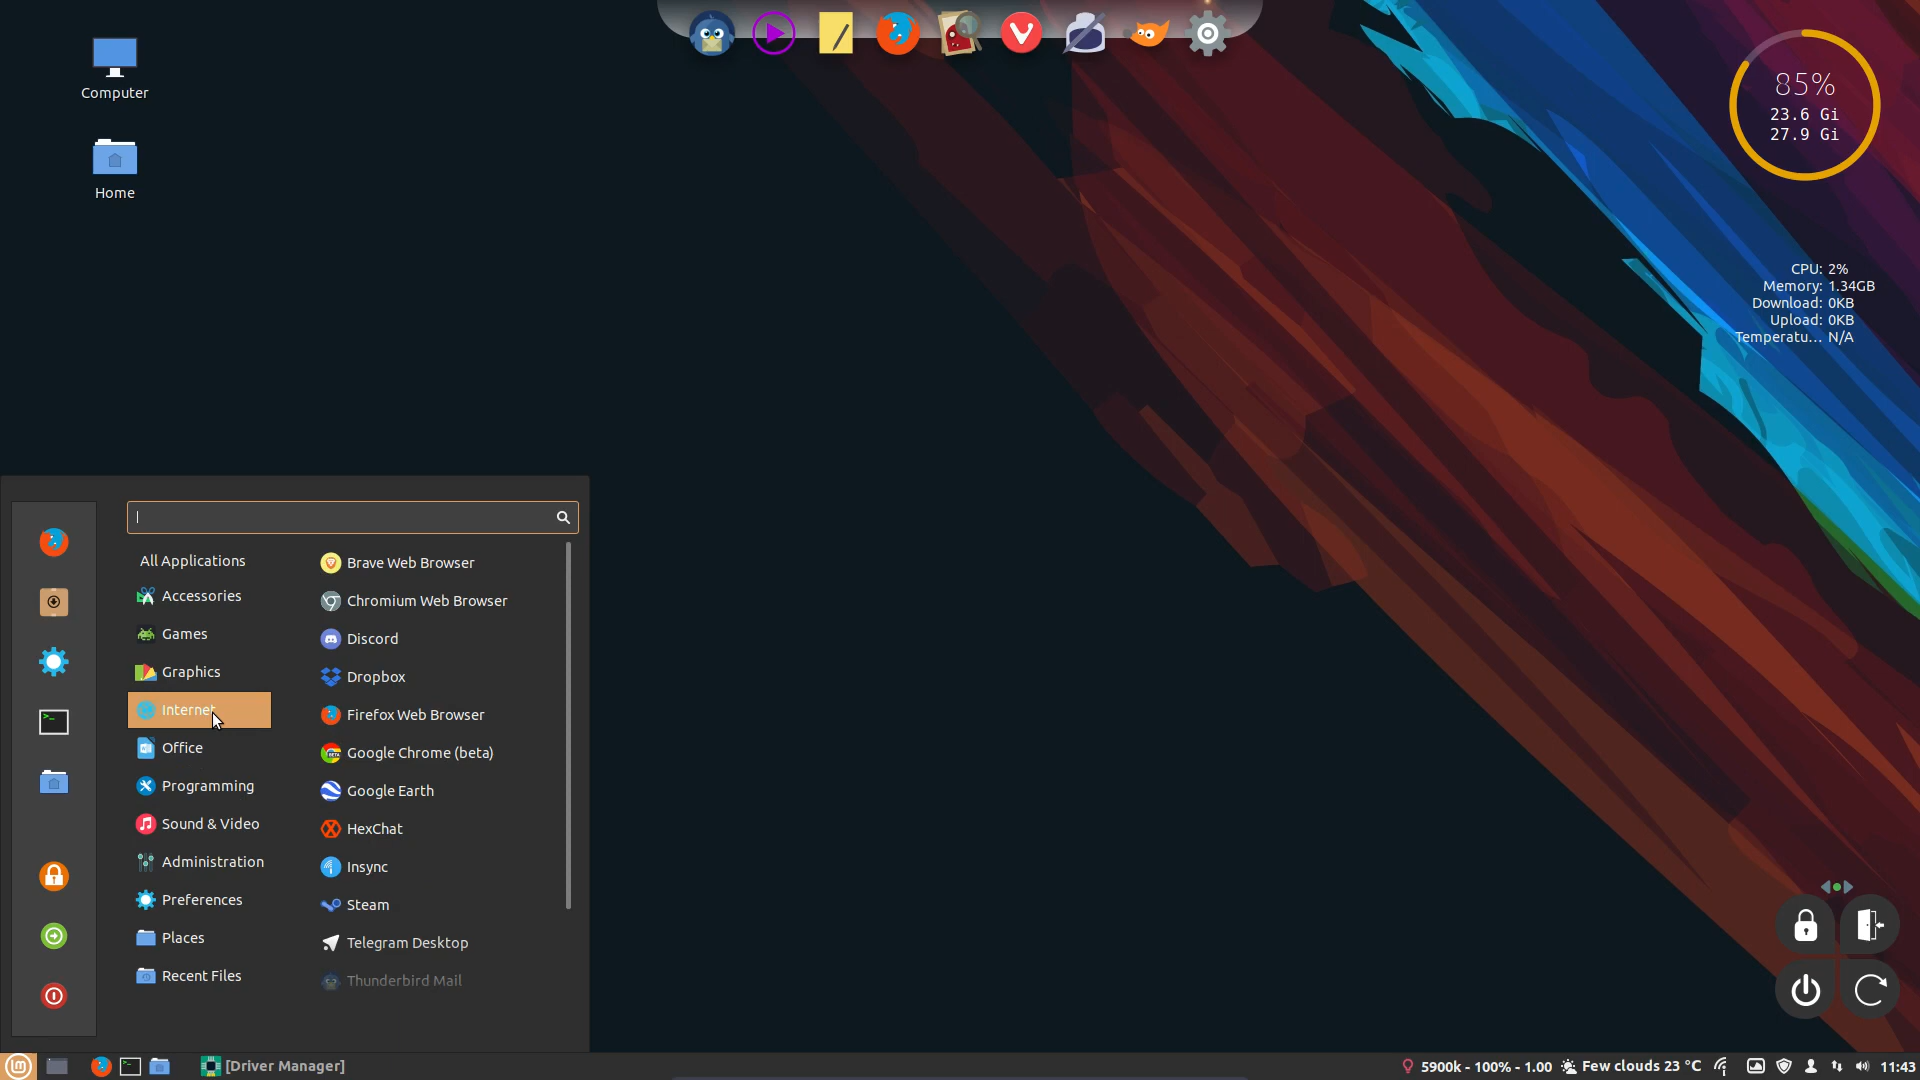 Computer
Home
85%
23.6 Gi
27.9 Gi
CPU: 2%
Memory: 1.34GB
Download: 0KB
Upload: 0KB
Temperatu... N/A
All Applications
Accessories
Games
Graphics
Internet
Office
Programming
Sound & Video
Administration
Preferences
Places
Recent Files
Brave Web Browser
Chromium Web Browser
Discord
Dropbox
Firefox Web Browser
Google Chrome (beta)
Google Earth
HexChat
Insync
Steam
Telegram Desktop
Thunderbird Mail
[Driver Manager]
5900k - 100% - 1.00
Few clouds 23 °C
11:43